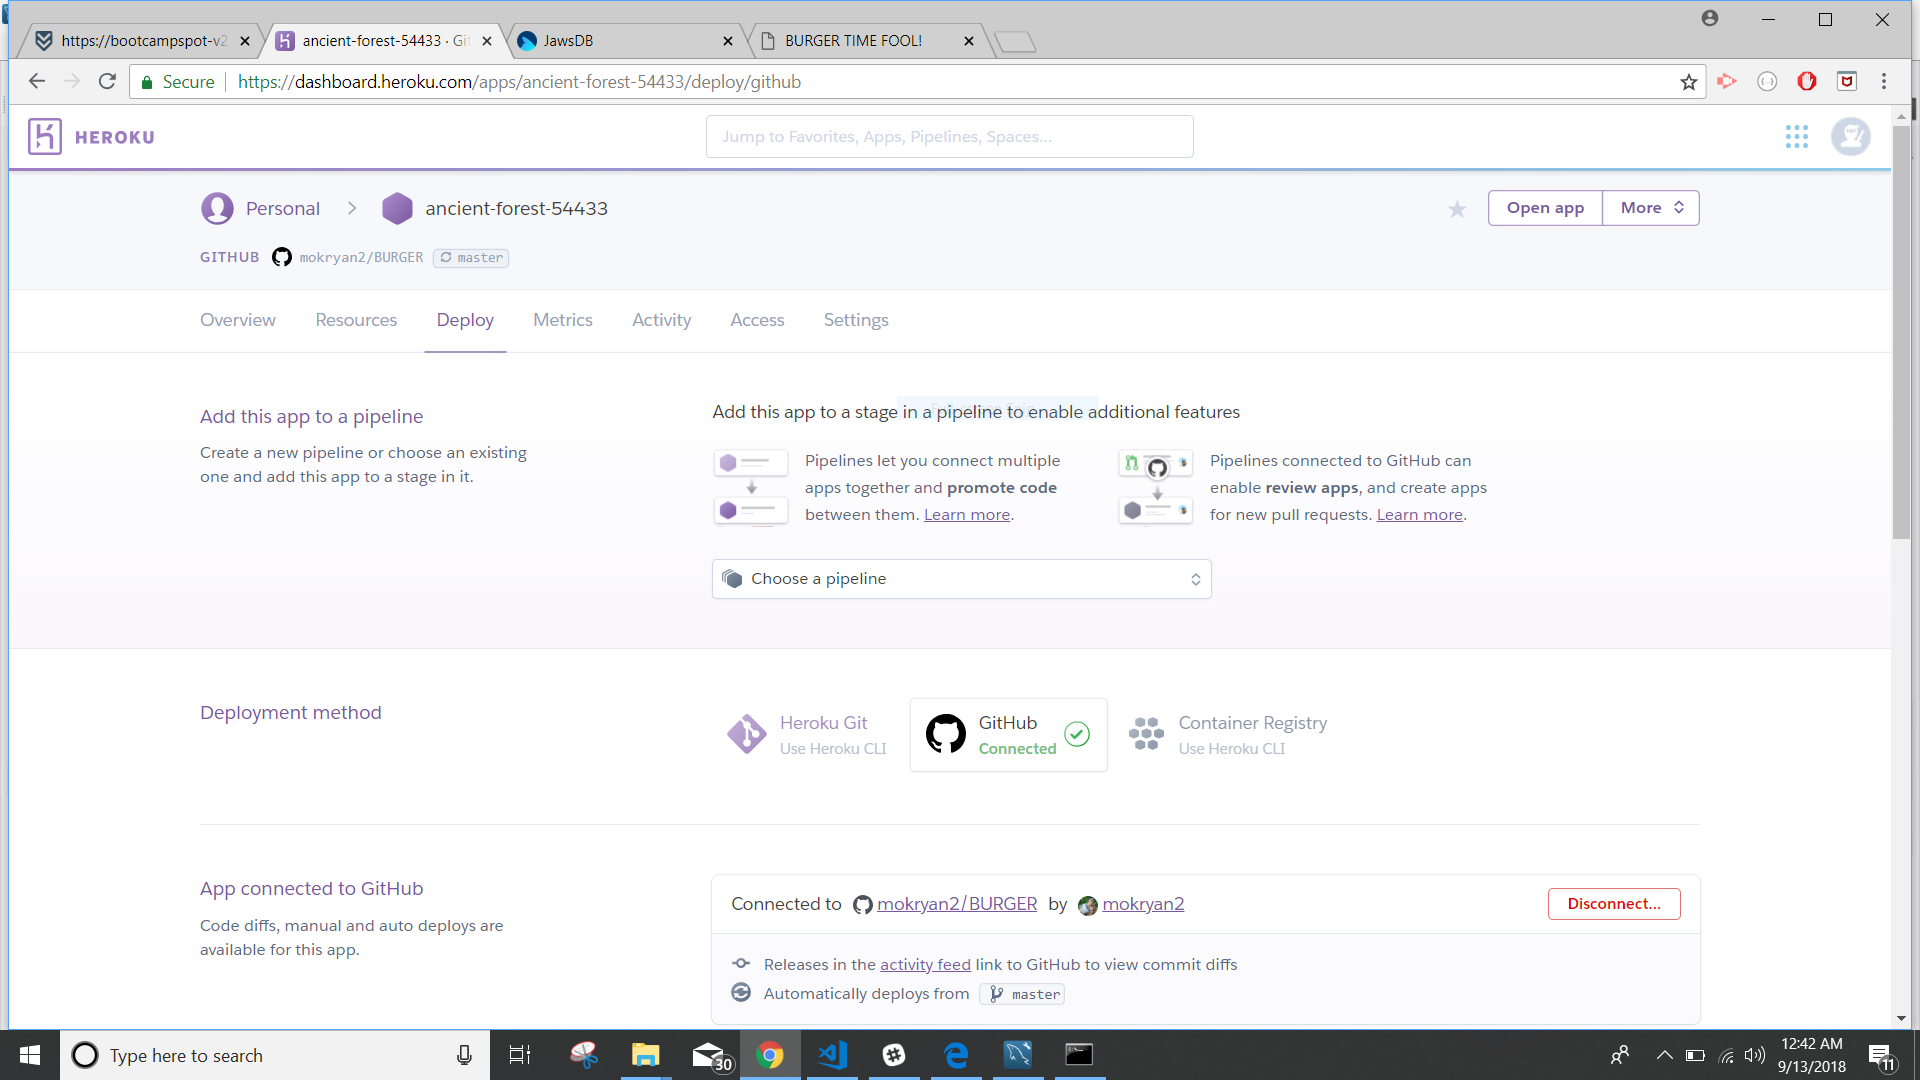 https://bootcampspot-v2
ancient-forest-54433 · Git
JawsDB
BURGER TIME FOOL!
Secure
https://dashboard.heroku.com/apps/ancient-forest-54433/deploy/github
HEROKU
Jump to Favorites, Apps, Pipelines, Spaces...
Personal
ancient-forest-54433
Open app
More
GITHUB
mokryan2/BURGER
master
Overview
Resources
Deploy
Metrics
Activity
Access
Settings
Add this app to a pipeline
Create a new pipeline or choose an existing
one and add this app to a stage in it.
Add this app to a stage in a pipeline to enable additional features
Pipelines let you connect multiple
apps together and promote code
between them. Learn more.
Pipelines connected to GitHub can
enable review apps, and create apps
for new pull requests. Learn more.
Choose a pipeline
Deployment method
Heroku Git
Use Heroku CLI
GitHub
Connected
Container Registry
Use Heroku CLI
App connected to GitHub
Code diffs, manual and auto deploys are
available for this app.
Connected to mokryan2/BURGER by mokryan2
Disconnect...
Releases in the activity feed link to GitHub to view commit diffs
Automatically deploys from master
Type here to search
30
12:42 AM
9/13/2018
11